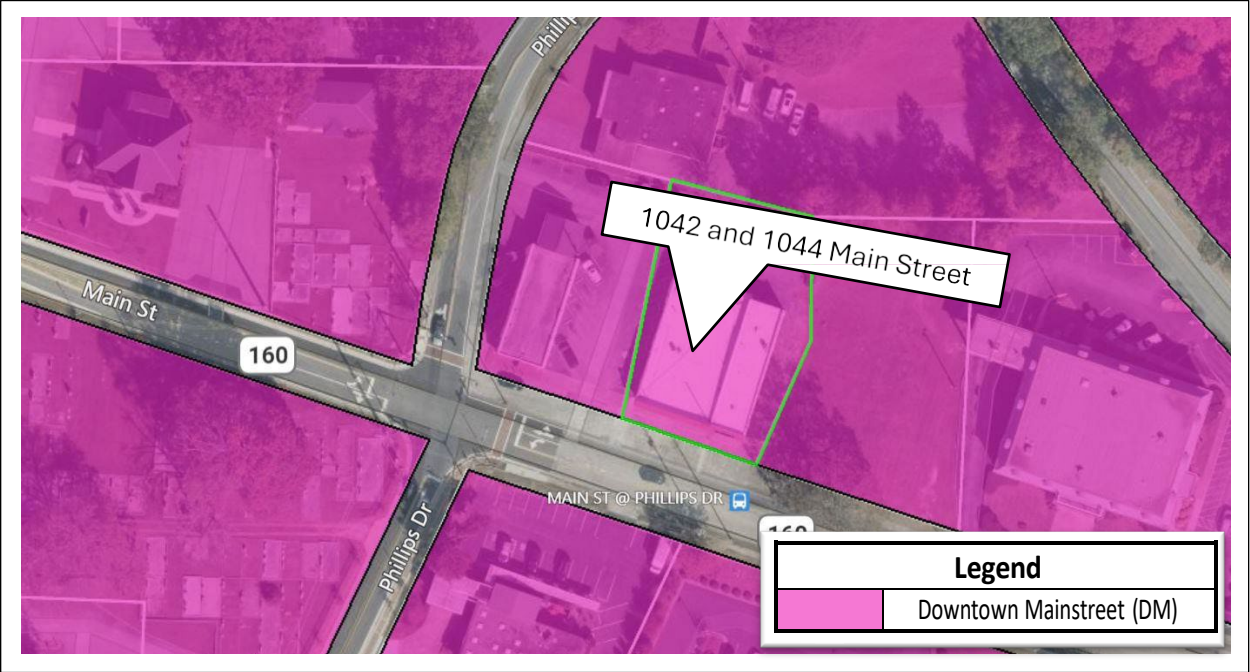 Phillip
1042 and 1044 Main Street
Main St
160
MAIN ST @ PHILLIPS DR
Phillips Dr
160
Legend
Downtown Mainstreet (DM)